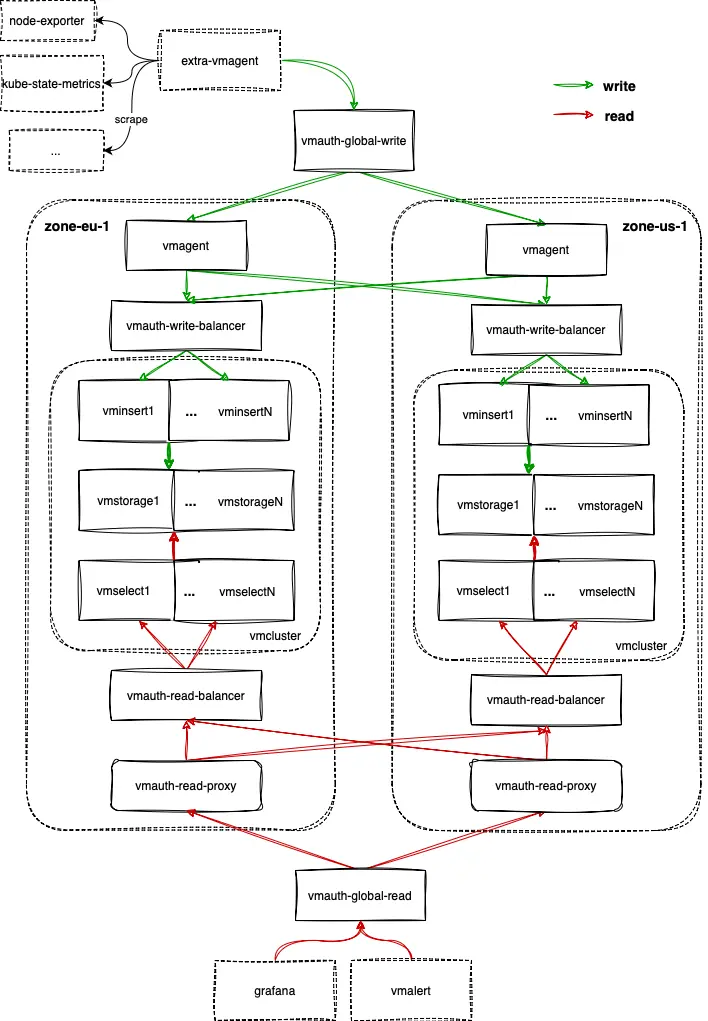 node-exporter
extra-vmagent
kube-state-metrics
write
read
scrape
vmauth-global-write
...
zone-eu-1
zone-us-1
vmagent
vmagent
vmauth-write-balancer
vmauth-write-balancer
vminsert1 ... vminsertN
vminsert1 ... vminsertN
vmstorage1 ... vmstorageN
vmstorage1 ... vmstorageN
vmselect1 ... vmselectN
vmselect1 ... vmselectN
vmcluster
vmcluster
vmauth-read-balancer
vmauth-read-balancer
vmauth-read-proxy
vmauth-read-proxy
vmauth-global-read
grafana
vmalert